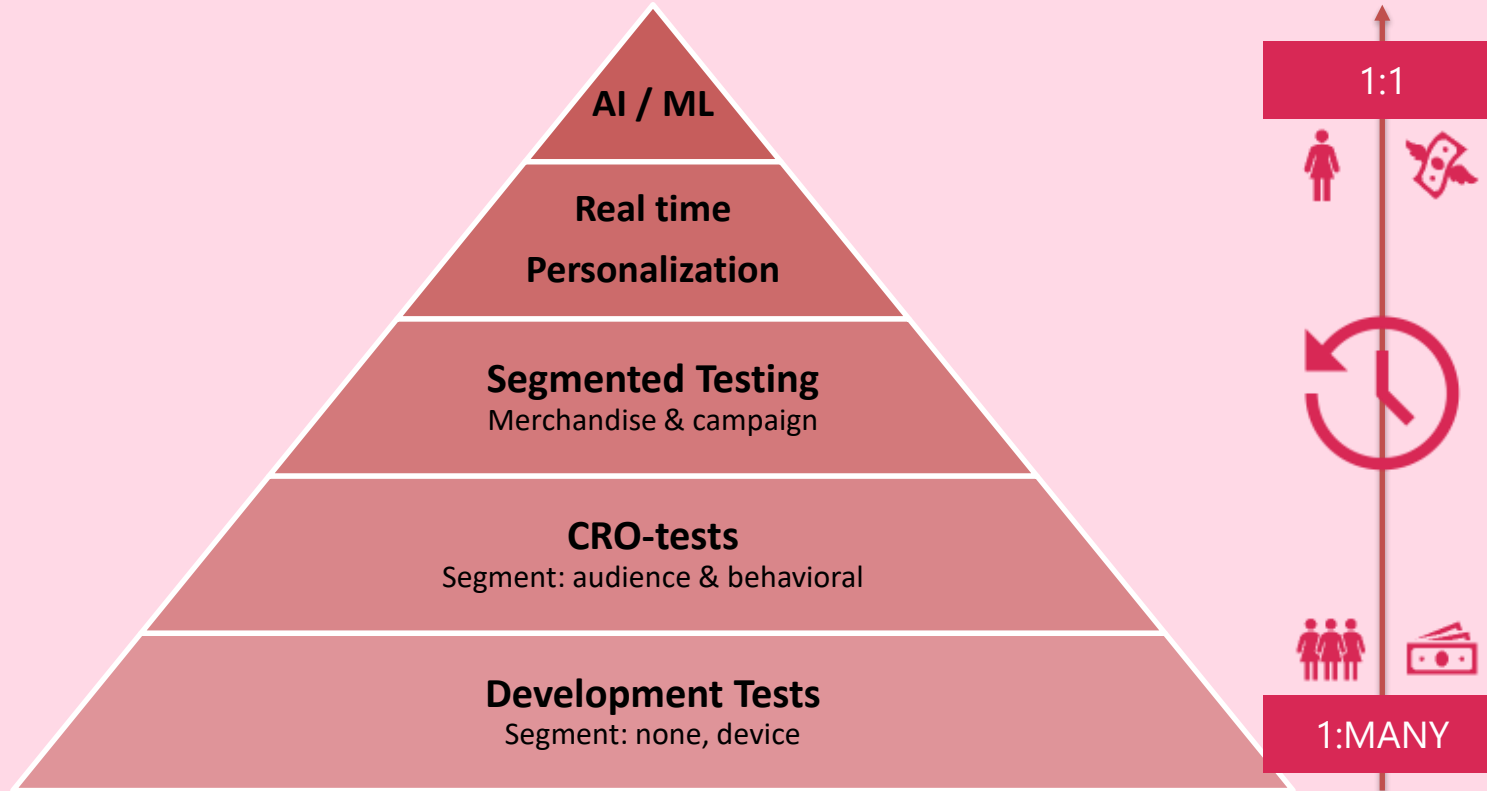 AI / ML
Real time
Personalization
Segmented Testing
Merchandise & campaign
CRO-tests
Segment: audience & behavioral
Development Tests
Segment: none, device
1:1
1:MANY